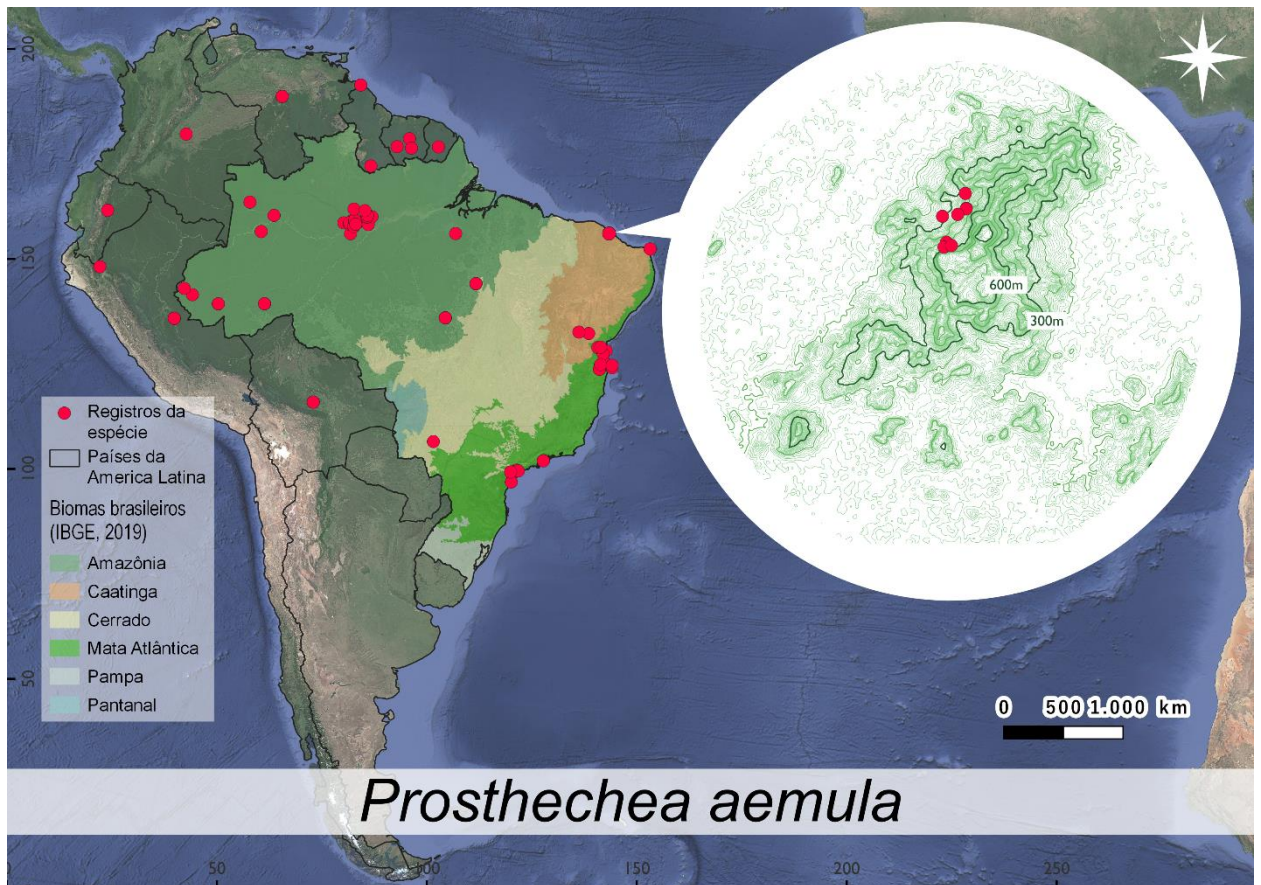 200
150
100
50
600m
300m
Registros da
espécie
Países da
America Latina
Biomas brasileiros
(IBGE, 2019)
Amazônia
Caatinga
Cerrado
Mata Atlântica
Pampa
Pantanal
0 500 1.000 km
Prosthechea aemula
0 50 100 150 200 250